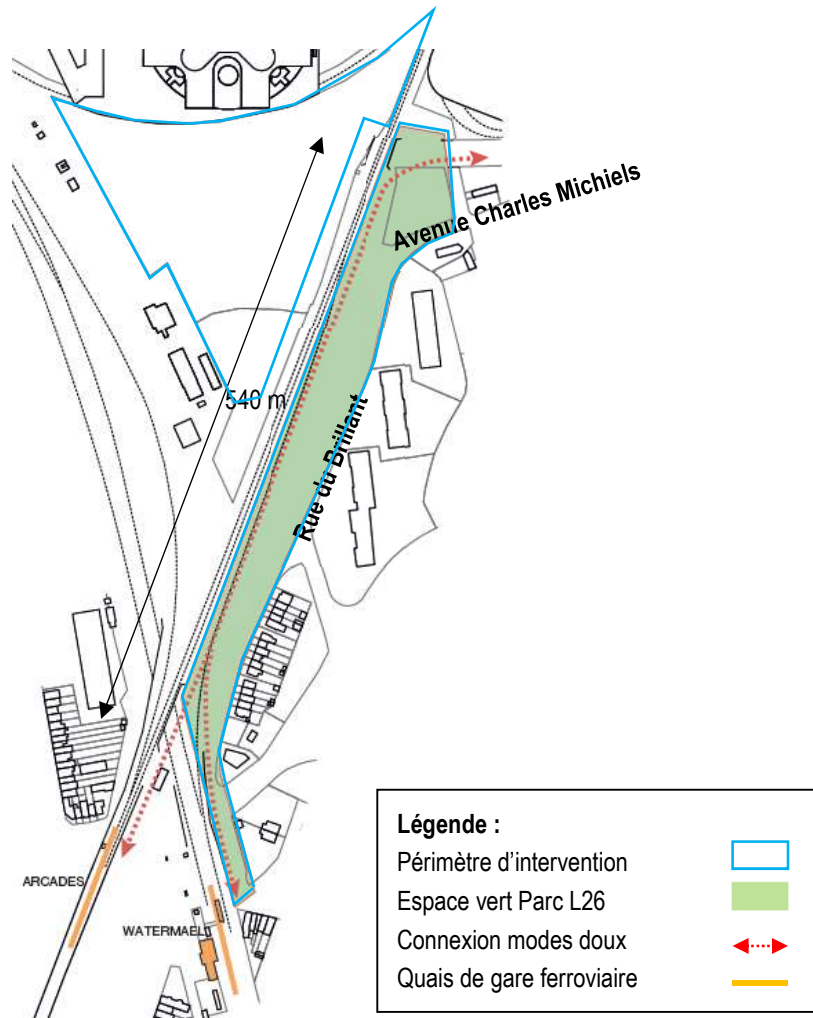 Avenue Charles Michiels
540 m
Rue du Brillant
ARCADES
WATERMAEL
Légende :
Périmètre d'intervention
Espace vert Parc L26
Connexion modes doux
Quais de gare ferroviaire